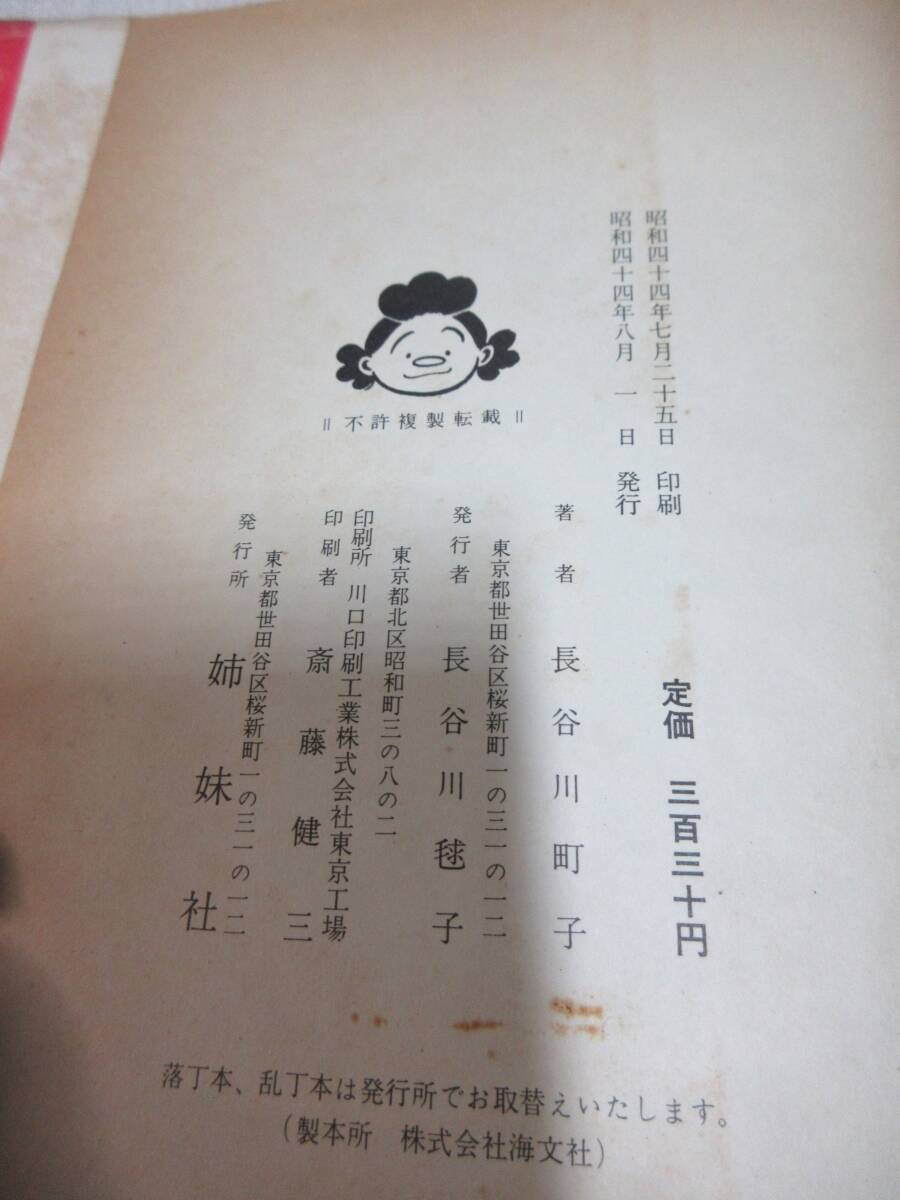 昭和四十四年七月二十五日 印刷
昭和四十四年八月 一 日 発行
定価 三百三十円
‖不許複製転載‖
著者 長谷川町子
東京都世田谷区桜新町一の三一の一二
発行者 長谷川毬子
東京都北区昭和町三の八の二
印刷所 川口印刷工業株式会社東京工場
印刷者 斎藤健三
東京都世田谷区桜新町一の三一の一二
発行所 姉妹社
落丁本、乱丁本は発行所でお取替えいたします。
(製本所 株式会社海文社)